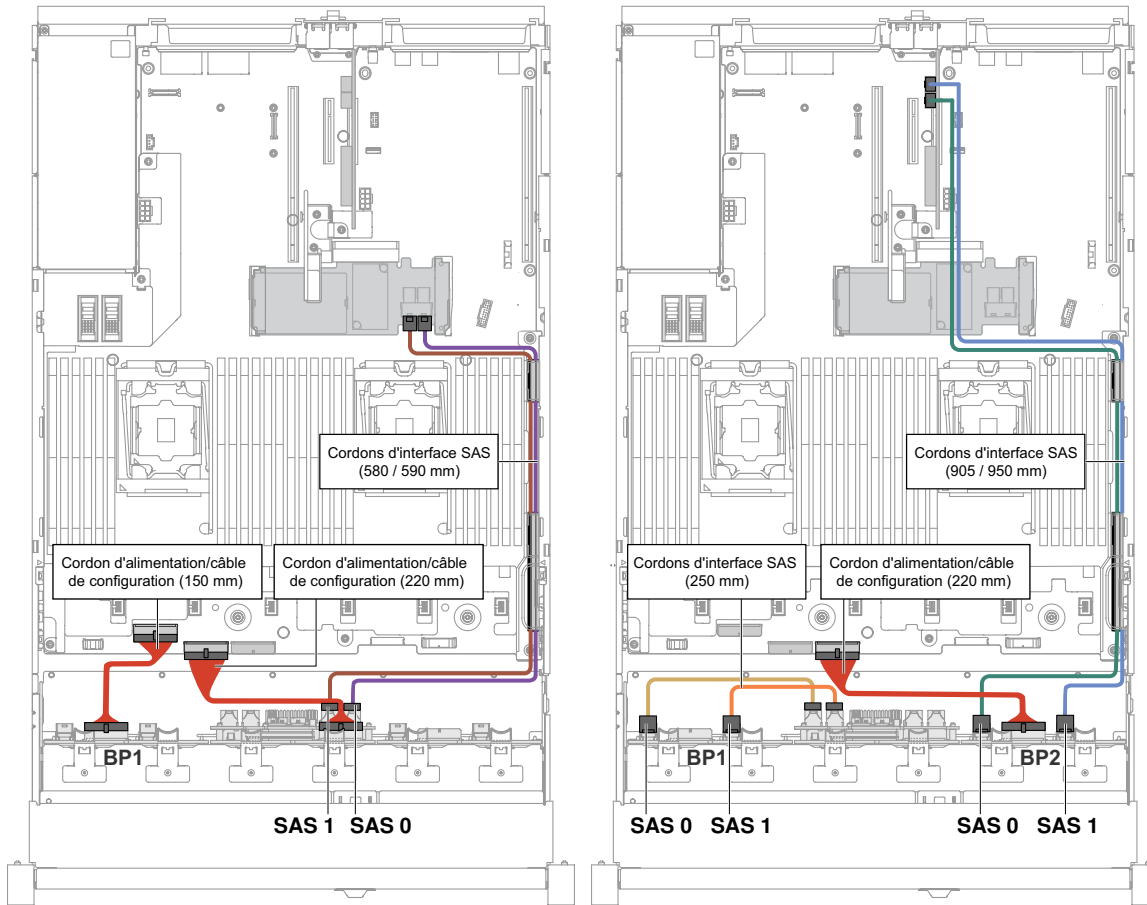 Cordons d'interface SAS
(580 / 590 mm)
Cordon d'alimentation/câble
de configuration (150 mm)
Cordon d'alimentation/câble
de configuration (220 mm)
BP1
SAS 1
SAS 0
Cordons d'interface SAS
(905 / 950 mm)
Cordons d'interface SAS
(250 mm)
Cordon d'alimentation/câble
de configuration (220 mm)
BP1
BP2
SAS 0
SAS 1
SAS 0
SAS 1